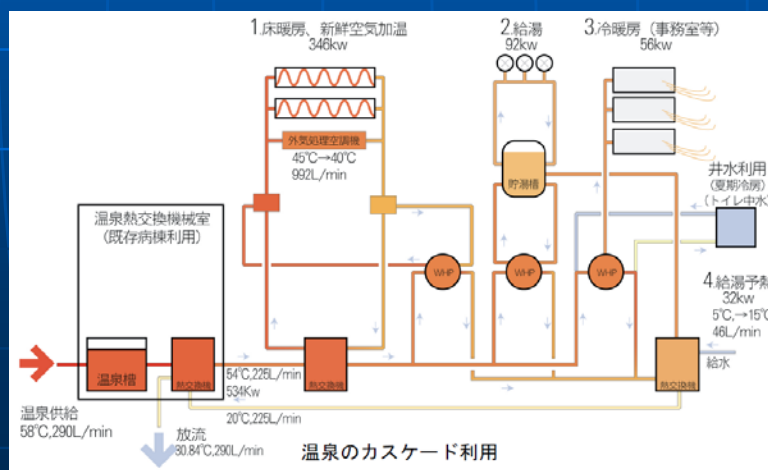 1.床暖房、新鮮空気加温
346kw
2.給湯
92kw
3.冷暖房（事務室等）
56kw
外気処理空調機
45℃→40℃
992L/min
貯湯槽
井水利用
(夏期冷房)
(トイレ中水)
温泉熱交換機械室
（既存病棟利用）
WHP
WHP
WHP
4.給湯予熱
32kw
5℃,→15℃
46L/min
給水
温泉槽
熱交換機
54℃,225L/min
534Kw
熱交換機
熱交換機
20℃,225L/min
温泉供給
58℃,290L/min
放流
30.84℃,290L/min
温泉のカスケード利用